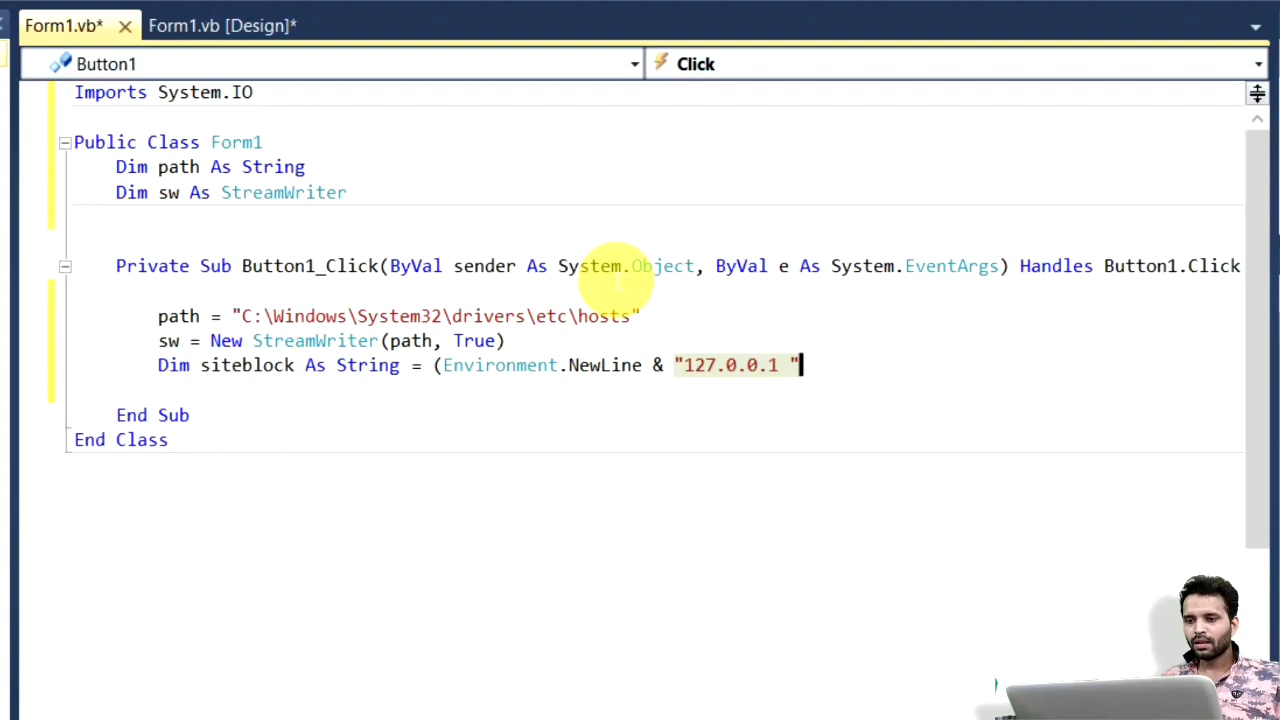 Form1.vb* Form1.vb [Design]*
Button1 Click
Imports System.IO
Public Class Form1
Dim path As String
Dim sw As StreamWriter
Private Sub Button1_Click(ByVal sender As System.Object, ByVal e As System.EventArgs) Handles Button1.Click
path = "C:\Windows\System32\drivers\etc\hosts"
sw = New StreamWriter(path, True)
Dim siteblock As String = (Environment.NewLine & "127.0.0.1 "
End Sub
End Class